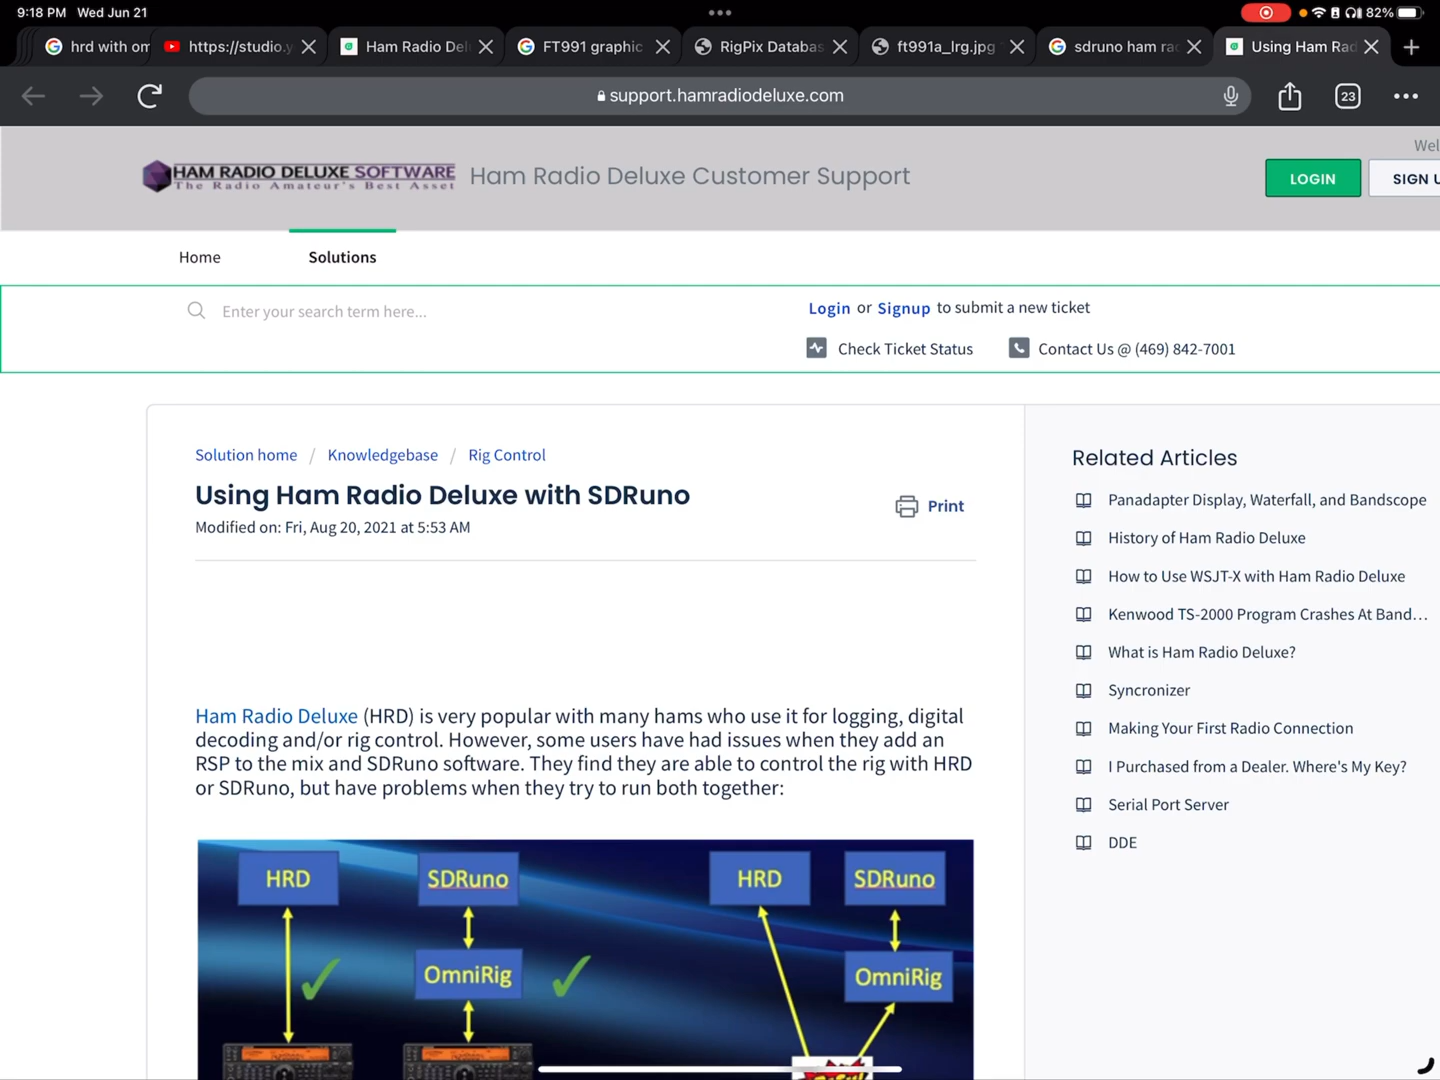 9:18 PM Wed Jun 21
82%
hrd with om
https://studio.y
Ham Radio Del
FT991 graphic
RigPix Databas
ft991a_lrg.jpg
sdruno ham ra
Using Ham Rad
support.hamradiodeluxe.com
23
Wel
HAM RADIO DELUXE SOFTWARE
The Radio Amateur's Best Asset
Ham Radio Deluxe Customer Support
LOGIN
SIGN U
Home
Solutions
Enter your search term here...
Login or Signup to submit a new ticket
Check Ticket Status
Contact Us @ (469) 842-7001
Solution home / Knowledgebase / Rig Control
Using Ham Radio Deluxe with SDRuno
Print
Modified on: Fri, Aug 20, 2021 at 5:53 AM
Ham Radio Deluxe (HRD) is very popular with many hams who use it for logging, digital
decoding and/or rig control. However, some users have had issues when they add an
RSP to the mix and SDRuno software. They find they are able to control the rig with HRD
or SDRuno, but have problems when they try to run both together:
HRD
SDRuno
HRD
SDRuno
OmniRig
OmniRig
Related Articles
Panadapter Display, Waterfall, and Bandscope
History of Ham Radio Deluxe
How to Use WSJT-X with Ham Radio Deluxe
Kenwood TS-2000 Program Crashes At Band...
What is Ham Radio Deluxe?
Syncronizer
Making Your First Radio Connection
I Purchased from a Dealer. Where's My Key?
Serial Port Server
DDE